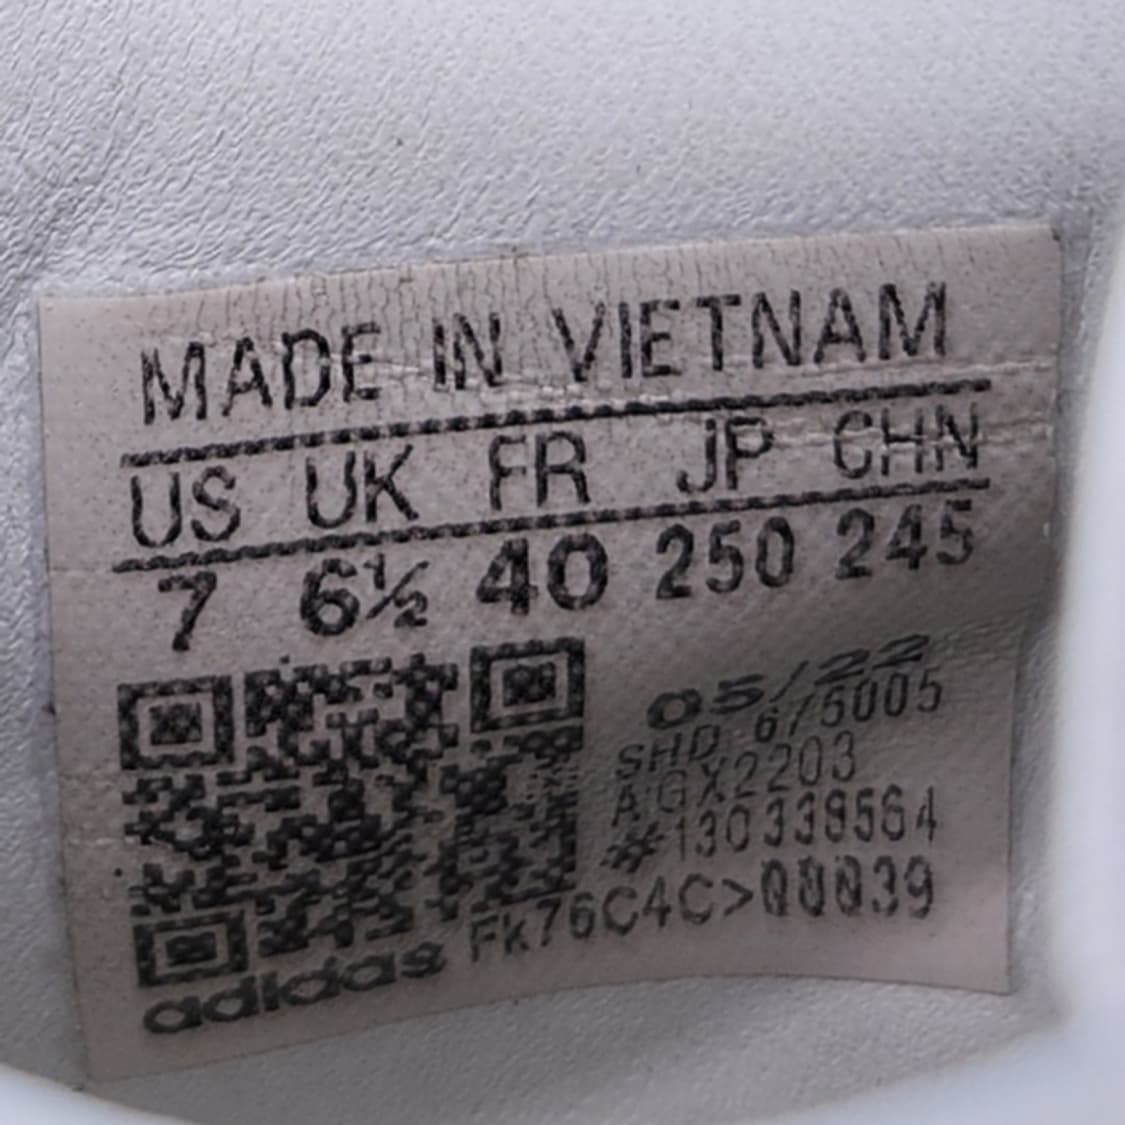 MADE IN VIETNAM
US UK FR JP CHN
7 6½ 40 250 245
05/22
SHD 675005
A:GX2203
#130338564
Fk76C4C>00039
adidas